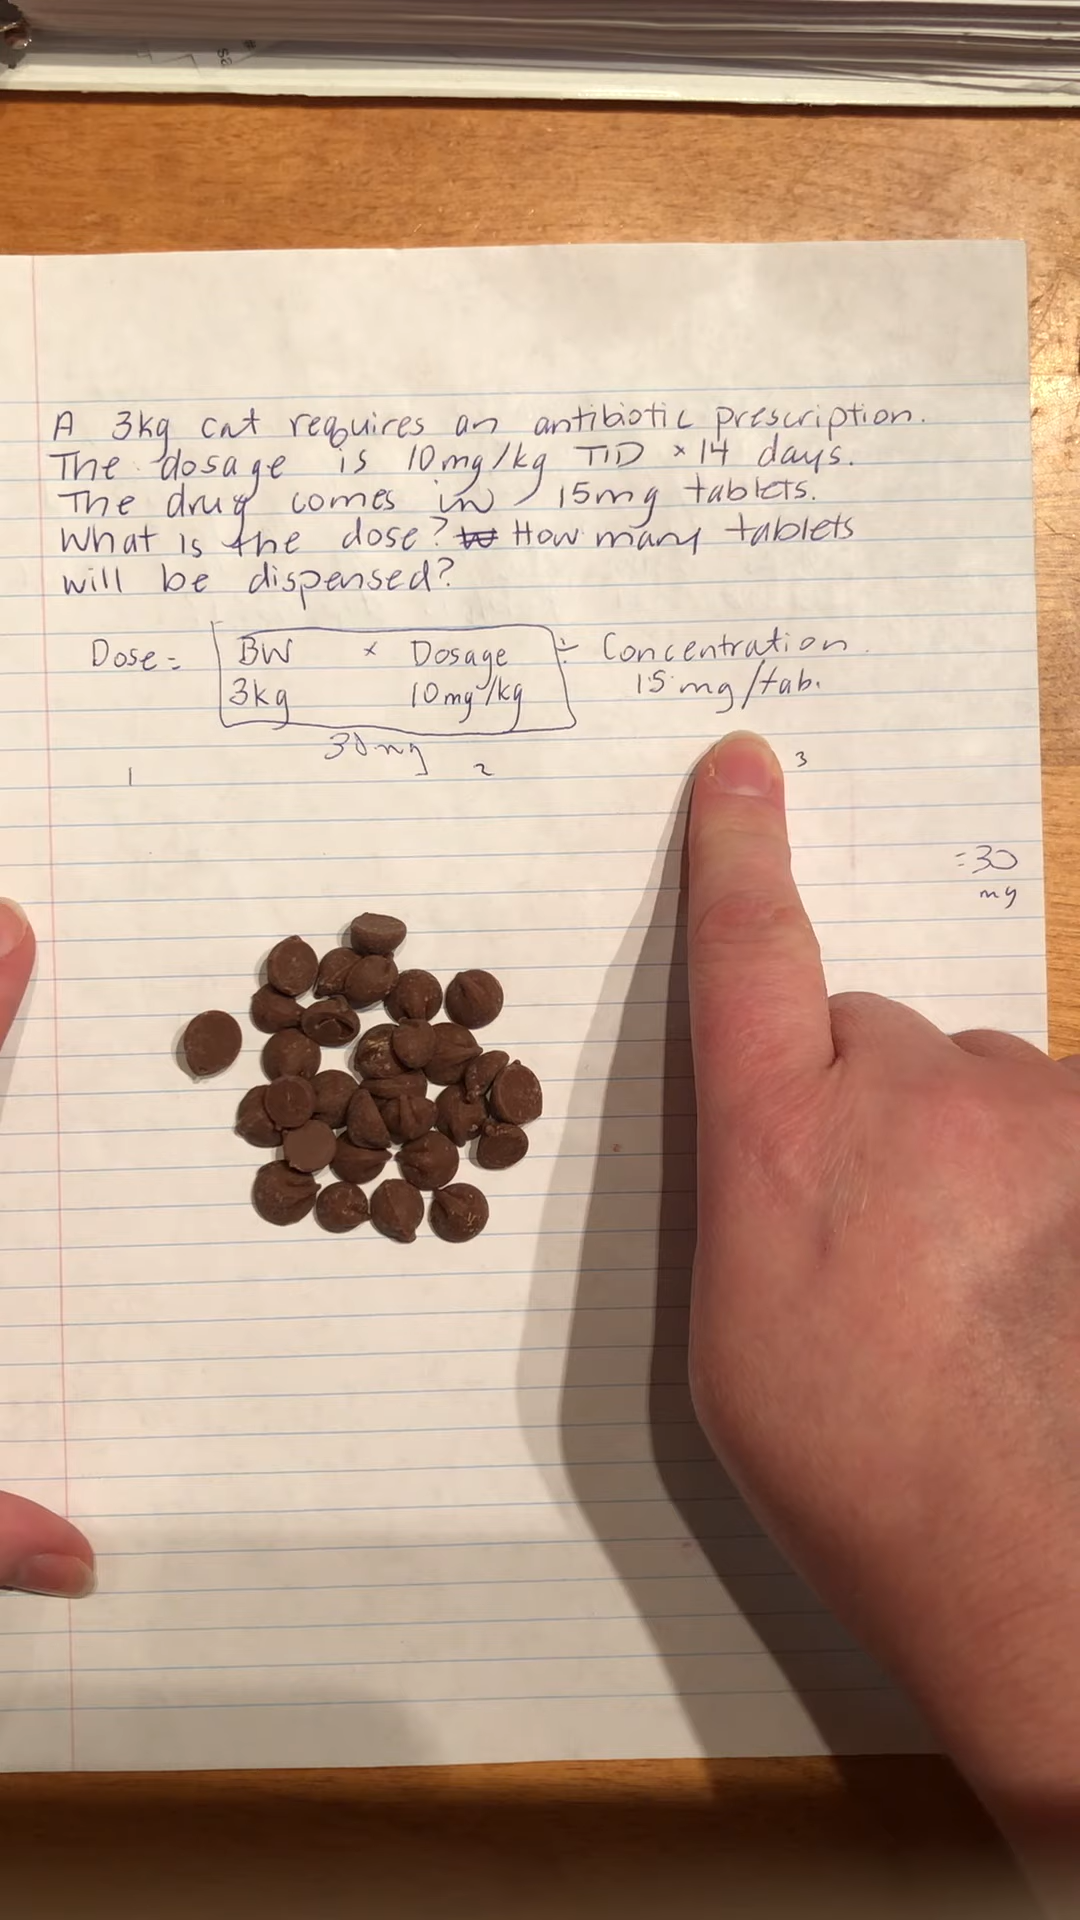 A 3kg cat requires an antibiotic prescription.
The dosage is 10mg/kg TID × 14 days.
The drug comes in 15mg tablets.
What is the dose? How many tablets
will be dispensed?
Dose = BW × Dosage ÷ Concentration
3kg 10mg/kg 15 mg/tab.
30mg
1 2 3
=30
mg